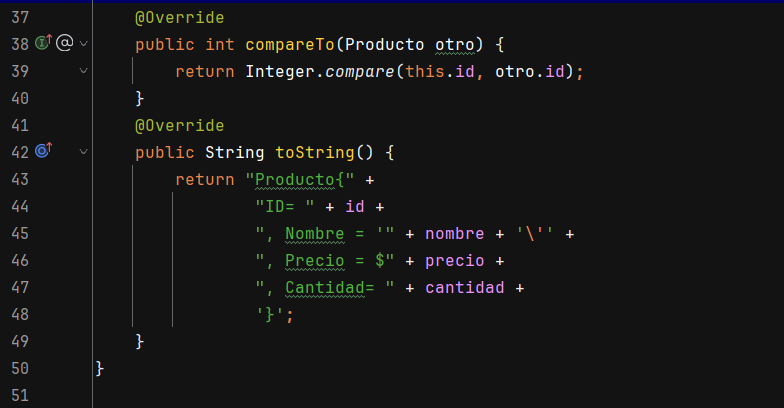 37 @Override
38 @ public int compareTo(Producto otro) {
39 return Integer.compare(this.id, otro.id);
40 }
41 @Override
42 public String toString() {
43 return "Producto{" +
44 "ID= " + id +
45 ", Nombre = '" + nombre + '\'' +
46 ", Precio = $" + precio +
47 ", Cantidad= " + cantidad +
48 '}';
49 }
50 }
51